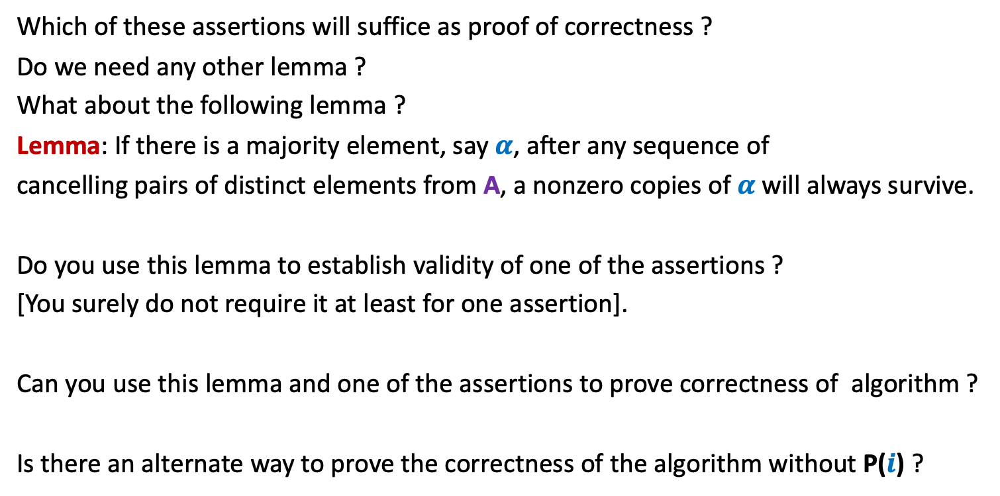 Which of these assertions will suffice as proof of correctness ?
Do we need any other lemma ?
What about the following lemma ?
Lemma: If there is a majority element, say α, after any sequence of
cancelling pairs of distinct elements from A, a nonzero copies of α will always survive.
Do you use this lemma to establish validity of one of the assertions ?
[You surely do not require it at least for one assertion].
Can you use this lemma and one of the assertions to prove correctness of algorithm ?
Is there an alternate way to prove the correctness of the algorithm without P(i) ?